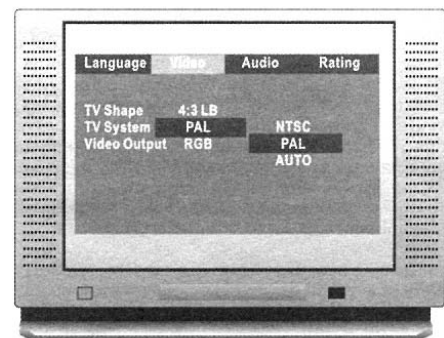 Language Video Audio Rating
TV Shape 4:3 LB
TV System PAL NTSC
Video Output RGB PAL
AUTO